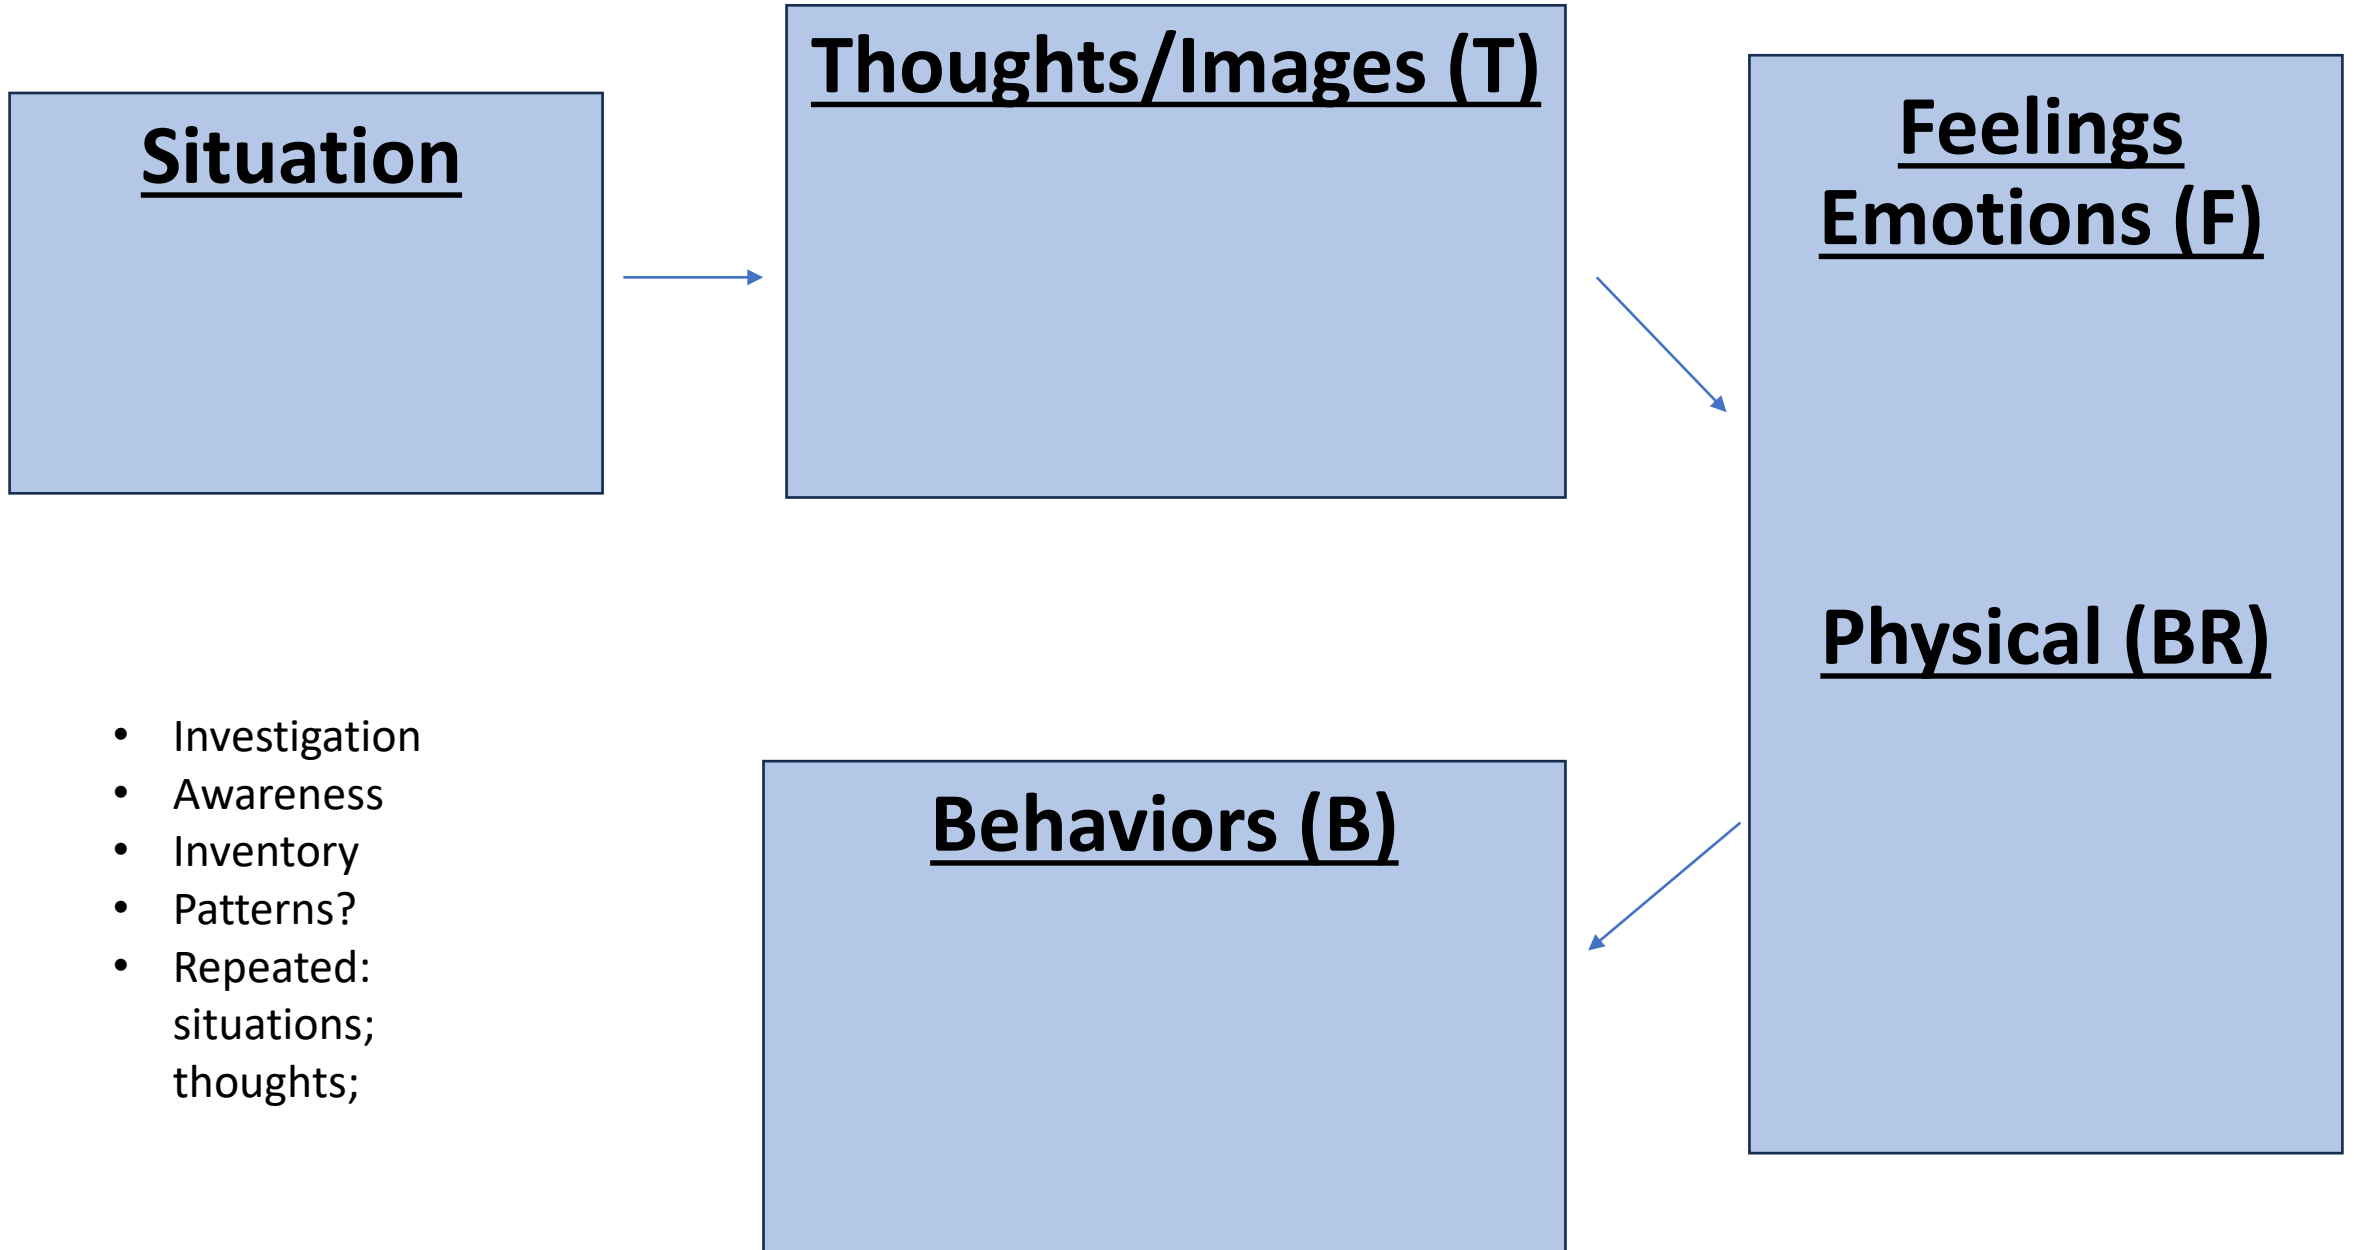 Situation
Thoughts/Images (T)
Feelings
Emotions (F)
Physical (BR)
Behaviors (B)
• Investigation
• Awareness
• Inventory
• Patterns?
• Repeated:
situations;
thoughts;